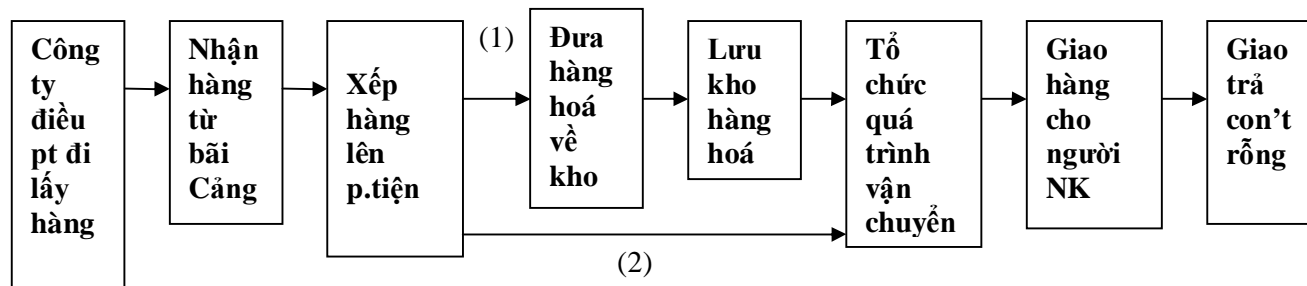 Công
ty
điều
pt đi
lấy
hàng
Nhận
hàng
từ
bãi
Cảng
Xếp
hàng
lên
p.tiện
(1)
Đưa
hàng
hoá
về
kho
Lưu
kho
hàng
hoá
(2)
Tổ
chức
quá
trình
vận
chuyển
Giao
hàng
cho
người
NK
Giao
trả
con’t
rỗng